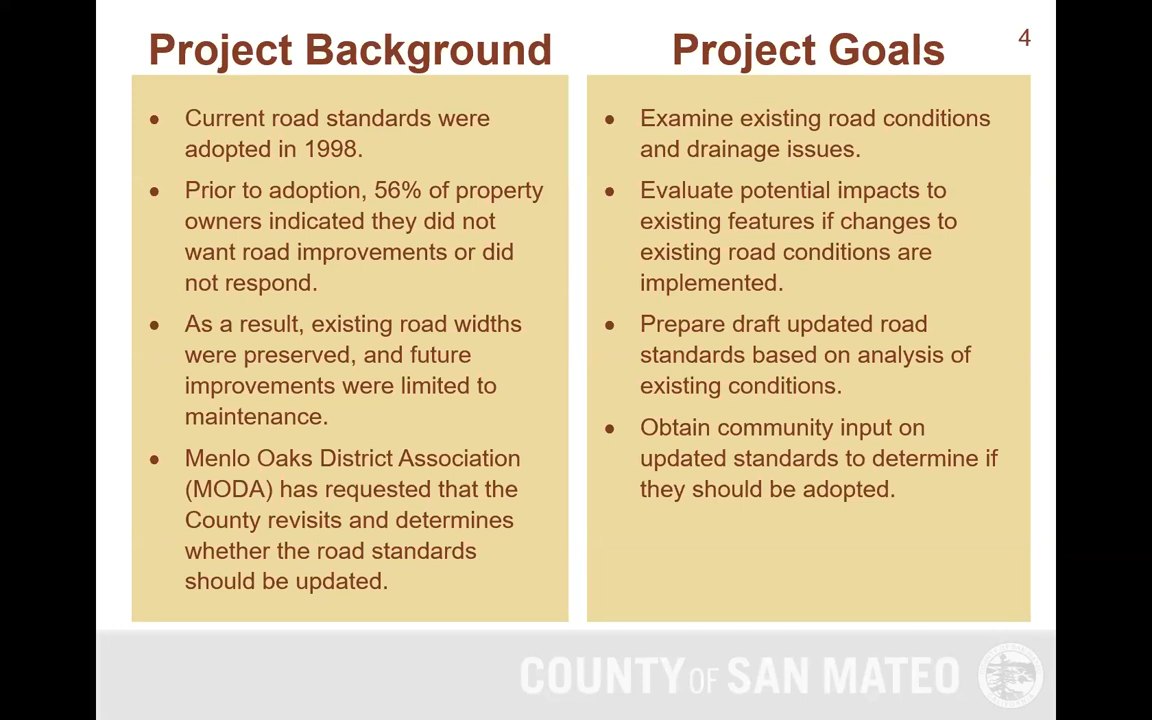 Project Background
Project Goals
4
• Current road standards were
adopted in 1998.
• Prior to adoption, 56% of property
owners indicated they did not
want road improvements or did
not respond.
• As a result, existing road widths
were preserved, and future
improvements were limited to
maintenance.
• Menlo Oaks District Association
(MODA) has requested that the
County revisits and determines
whether the road standards
should be updated.
• Examine existing road conditions
and drainage issues.
• Evaluate potential impacts to
existing features if changes to
existing road conditions are
implemented.
• Prepare draft updated road
standards based on analysis of
existing conditions.
• Obtain community input on
updated standards to determine if
they should be adopted.
COUNTY OF SAN MATEO